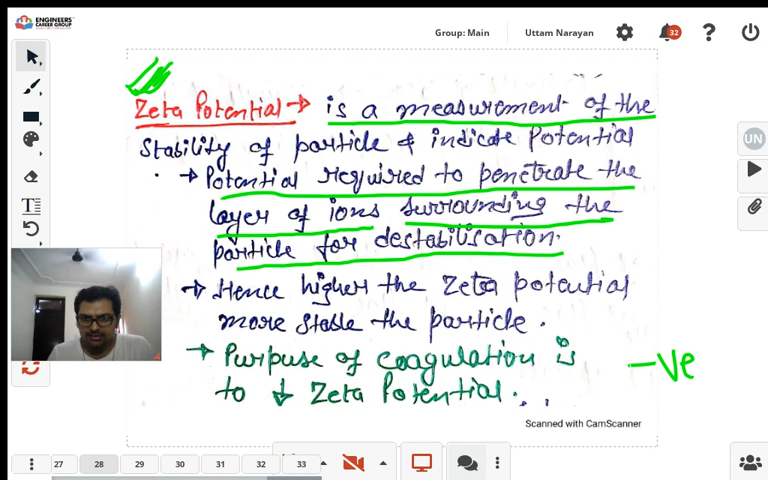 ENGINEERS
CAREER GROUP
Group: Main
Uttam Narayan
32
Zeta Potential → is a measurement of the
Stability of particle & indicate Potential
→ Potential required to penetrate the
layer of ions surrounding the
particle for destabilisation.
→ Hence higher the Zeta potential
more stable the particle.
→ Purpuse of coagulation is
to ↓ Zeta Potential.
-ve
Scanned with CamScanner
UN
27 28 29 30 31 32 33